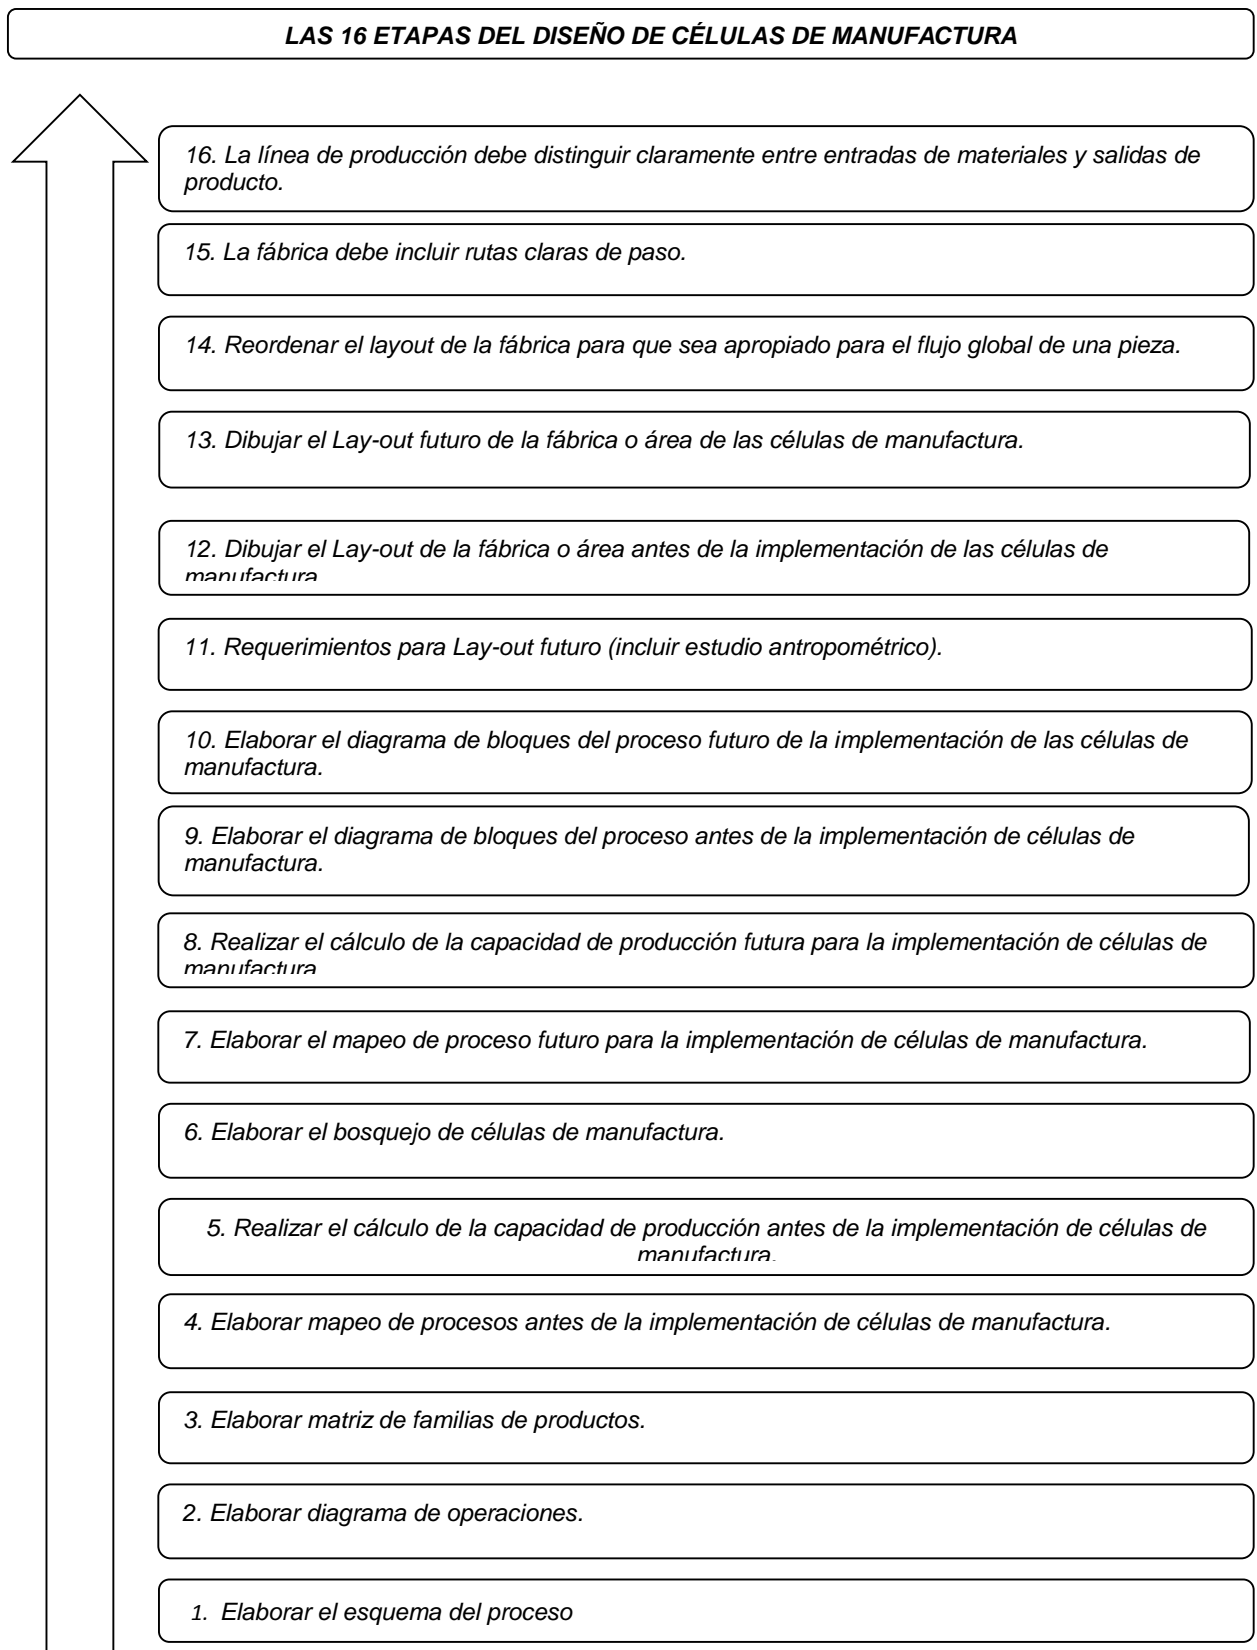 LAS 16 ETAPAS DEL DISEÑO DE CÉLULAS DE MANUFACTURA
16. La línea de producción debe distinguir claramente entre entradas de materiales y salidas de
producto.
15. La fábrica debe incluir rutas claras de paso.
14. Reordenar el layout de la fábrica para que sea apropiado para el flujo global de una pieza.
13. Dibujar el Lay-out futuro de la fábrica o área de las células de manufactura.
12. Dibujar el Lay-out de la fábrica o área antes de la implementación de las células de
manufactura
11. Requerimientos para Lay-out futuro (incluir estudio antropométrico).
10. Elaborar el diagrama de bloques del proceso futuro de la implementación de las células de
manufactura.
9. Elaborar el diagrama de bloques del proceso antes de la implementación de células de
manufactura.
8. Realizar el cálculo de la capacidad de producción futura para la implementación de células de
manufactura
7. Elaborar el mapeo de proceso futuro para la implementación de células de manufactura.
6. Elaborar el bosquejo de células de manufactura.
5. Realizar el cálculo de la capacidad de producción antes de la implementación de células de
manufactura.
4. Elaborar mapeo de procesos antes de la implementación de células de manufactura.
3. Elaborar matriz de familias de productos.
2. Elaborar diagrama de operaciones.
1. Elaborar el esquema del proceso